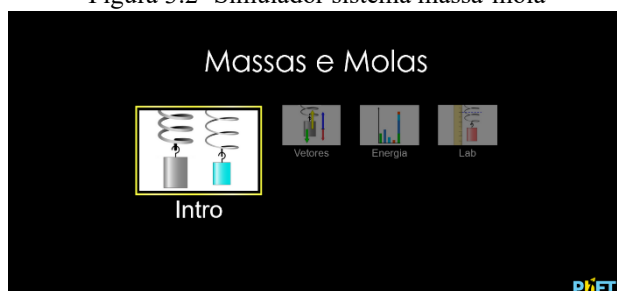 Figura 3.2- Simulador sistema massa-mola
Massas e Molas
Intro
Vetores
Energia
Lab
PhET